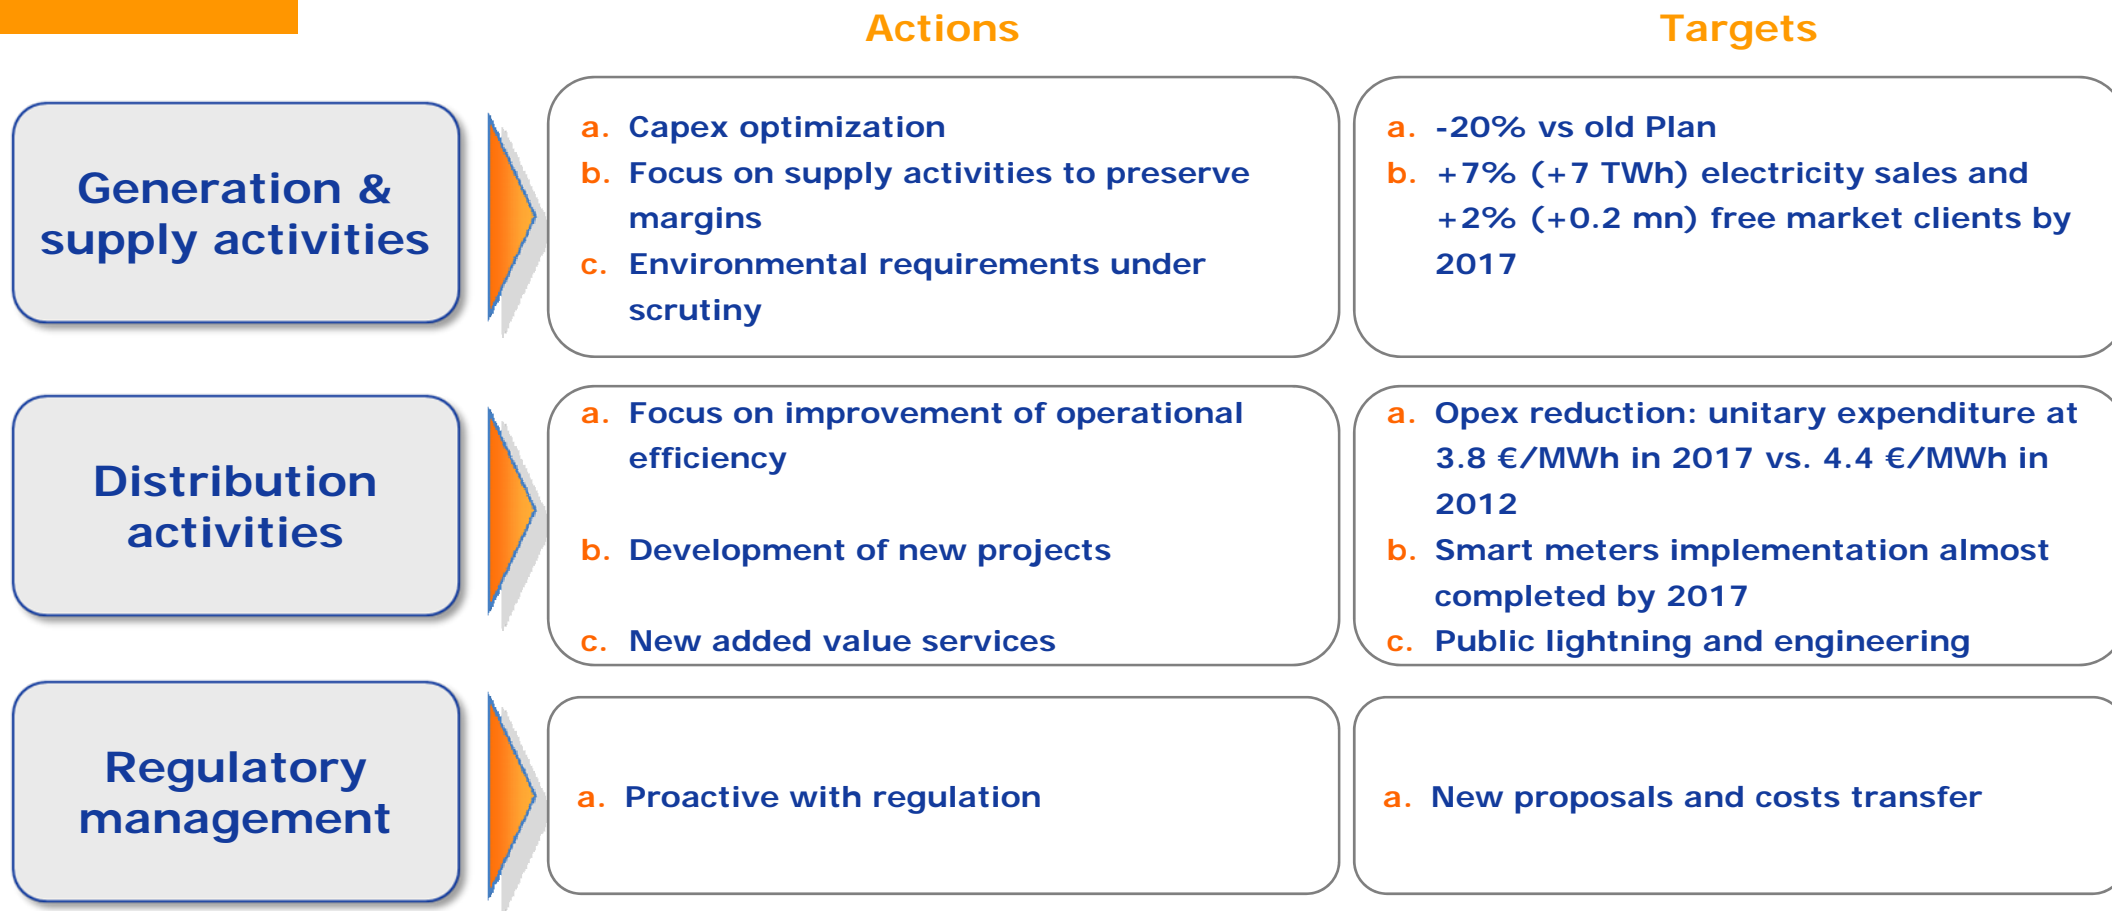 Actions
Targets
Generation &
supply activities
a. Capex optimization
b. Focus on supply activities to preserve
margins
c. Environmental requirements under
scrutiny
a. -20% vs old Plan
b. +7% (+7 TWh) electricity sales and
+2% (+0.2 mn) free market clients by
2017
Distribution
activities
a. Focus on improvement of operational
efficiency
b. Development of new projects
c. New added value services
a. Opex reduction: unitary expenditure at
3.8 €/MWh in 2017 vs. 4.4 €/MWh in
2012
b. Smart meters implementation almost
completed by 2017
c. Public lightning and engineering
Regulatory
management
a. Proactive with regulation
a. New proposals and costs transfer